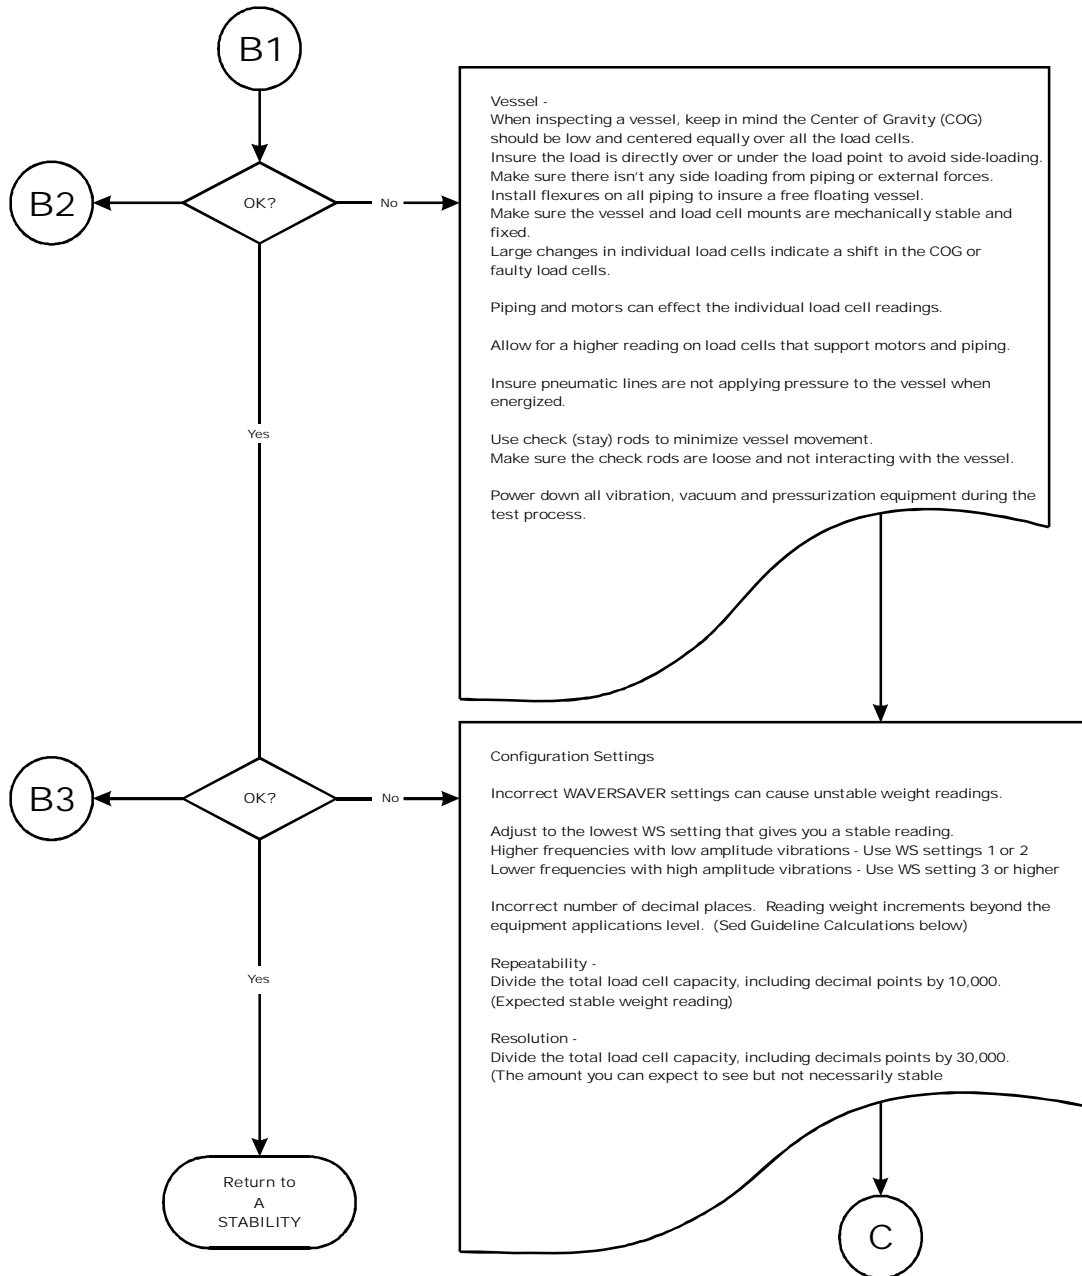 B1
Vessel -
When inspecting a vessel, keep in mind the Center of Gravity (COG)
should be low and centered equally over all the load cells.
Insure the load is directly over or under the load point to avoid side-loading.
Make sure there isn't any side loading from piping or external forces.
Install flexures on all piping to insure a free floating vessel.
Make sure the vessel and load cell mounts are mechanically stable and
fixed.
Large changes in individual load cells indicate a shift in the COG or
faulty load cells.
Piping and motors can effect the individual load cell readings.
Allow for a higher reading on load cells that support motors and piping.
Insure pneumatic lines are not applying pressure to the vessel when
energized.
Use check (stay) rods to minimize vessel movement.
Make sure the check rods are loose and not interacting with the vessel.
Power down all vibration, vacuum and pressurization equipment during the
test process.
B2
OK?
No
Yes
B3
OK?
No
Configuration Settings
Incorrect WAVERSAVER settings can cause unstable weight readings.
Adjust to the lowest WS setting that gives you a stable reading.
Higher frequencies with low amplitude vibrations - Use WS settings 1 or 2
Lower frequencies with high amplitude vibrations - Use WS setting 3 or higher
Incorrect number of decimal places.  Reading weight increments beyond the
equipment applications level.  (Sed Guideline Calculations below)
Repeatability -
Divide the total load cell capacity, including decimal points by 10,000.
(Expected stable weight reading)
Resolution -
Divide the total load cell capacity, including decimals points by 30,000.
(The amount you can expect to see but not necessarily stable
Yes
Return to
A
STABILITY
C